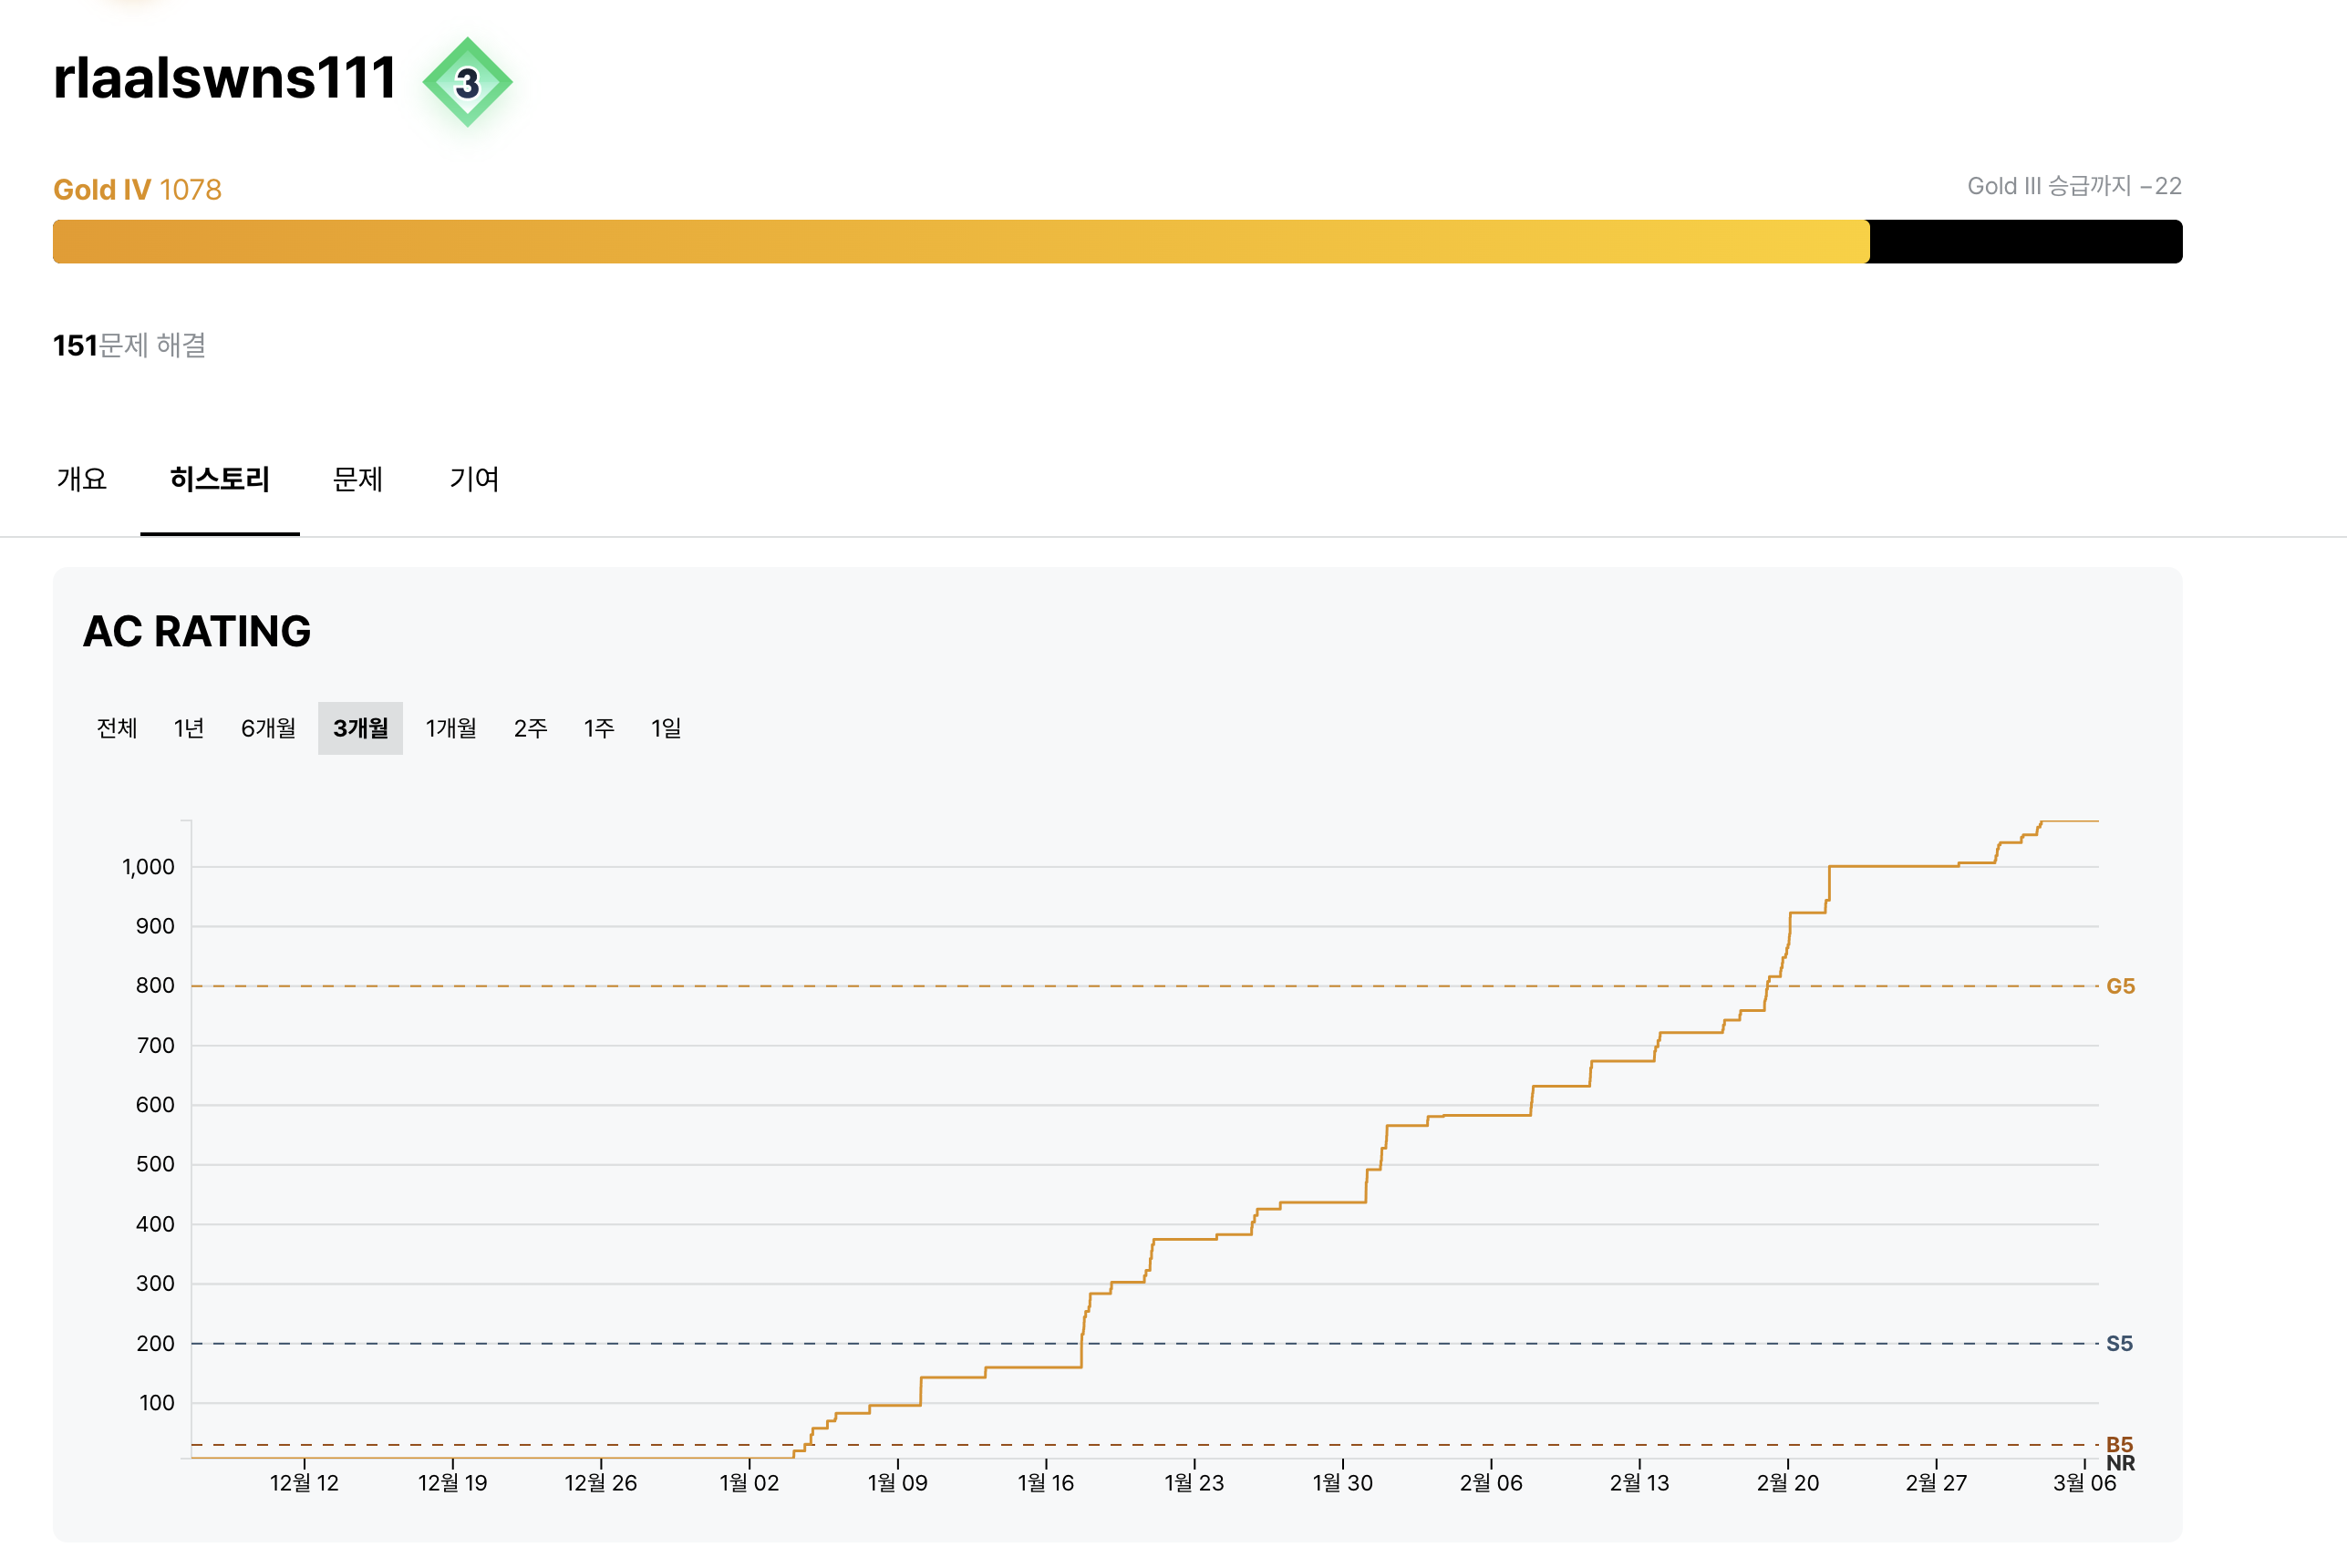 rlaalswns111 3
Gold IV 1078
Gold III 승급까지 −22
151문제 해결
개요 히스토리 문제 기여
AC RATING
전체 1년 6개월 3개월 1개월 2주 1주 1일
1,000
900
800 G5
700
600
500
400
300
200 S5
100
B5
NR
12월 12 12월 19 12월 26 1월 02 1월 09 1월 16 1월 23 1월 30 2월 06 2월 13 2월 20 2월 27 3월 06